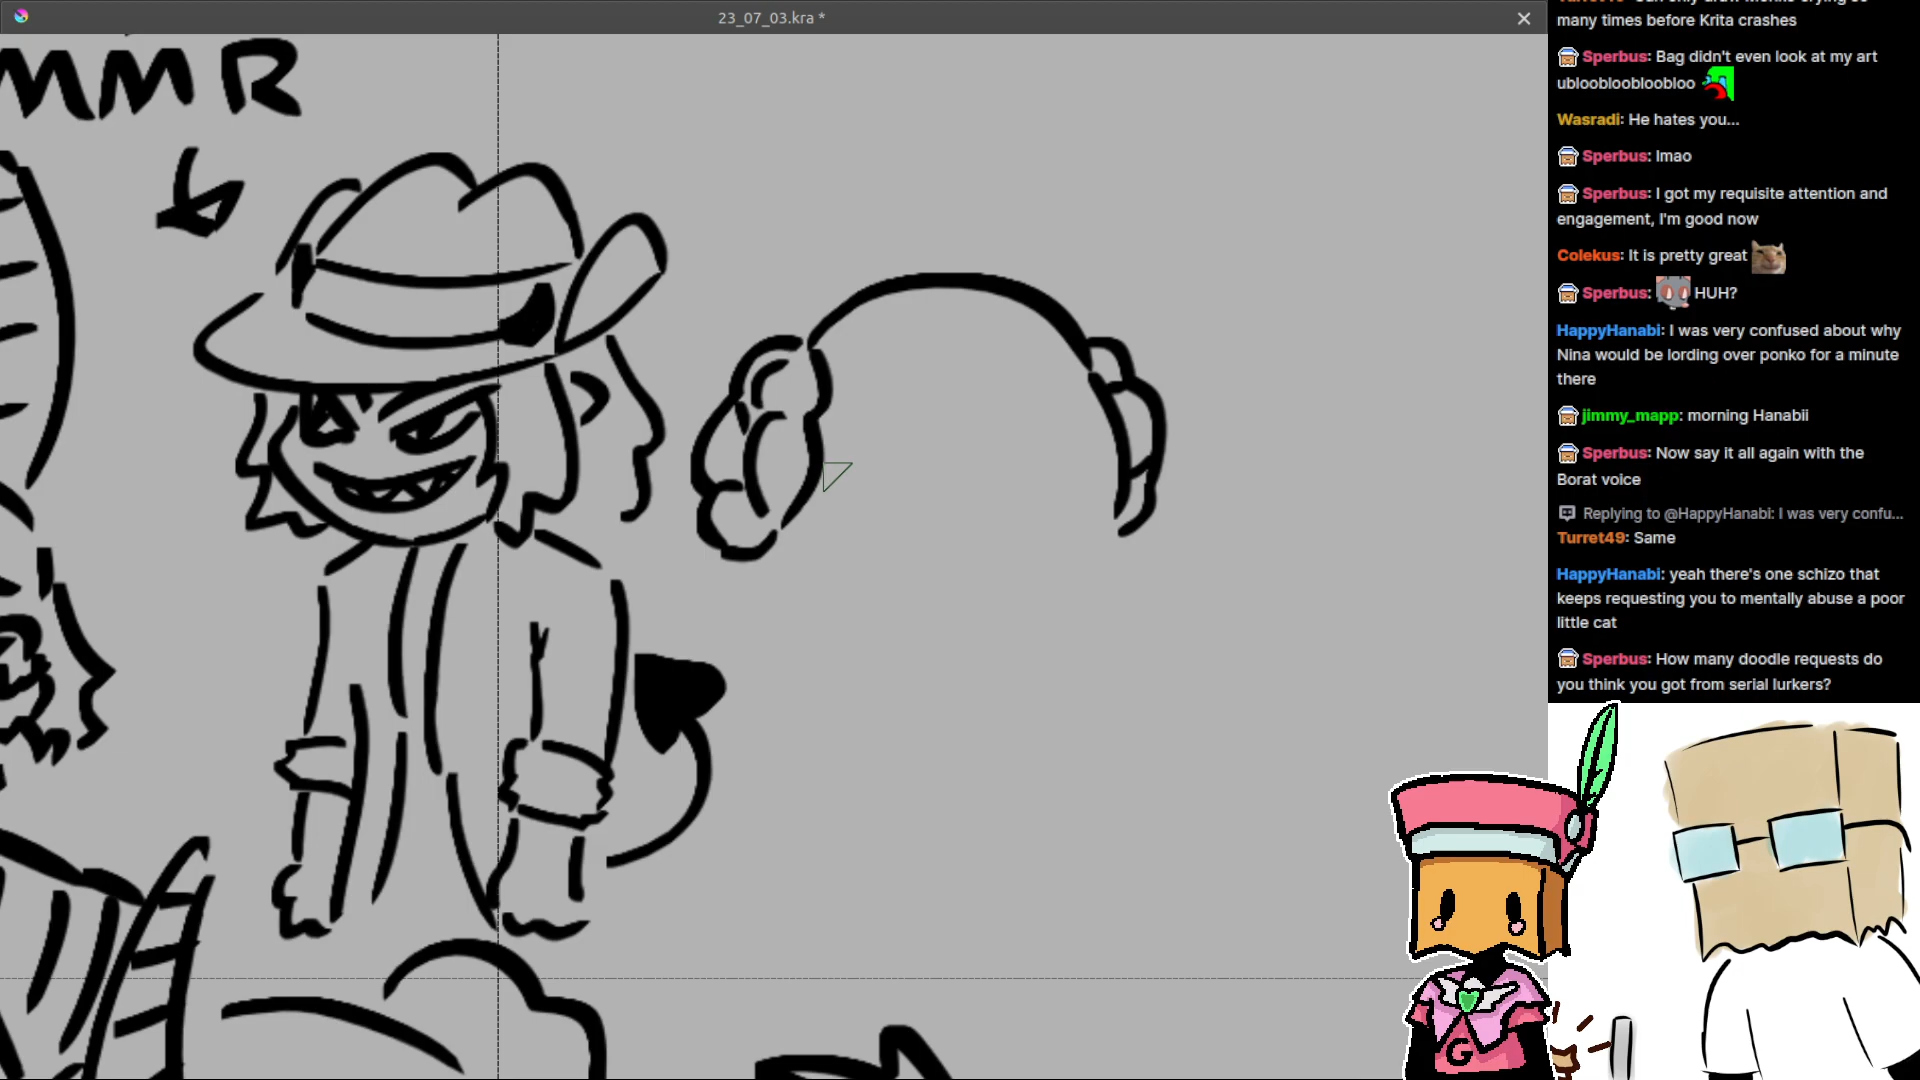 23_07_03.kra *
MMR
G
many times before Krita crashes
Sperbus: Bag didn't even look at my art
ubloobloobloobloo
Wasradi: He hates you...
Sperbus: lmao
Sperbus: I got my requisite attention and
engagement, I'm good now
Colekus: It is pretty great
Sperbus: HUH?
HappyHanabi: I was very confused about why
Nina would be lording over ponko for a minute
there
jimmy_mapp: morning Hanabii
Sperbus: Now say it all again with the
Borat voice
Replying to @HappyHanabi: I was very confu...
Turret49: Same
HappyHanabi: yeah there's one schizo that
keeps requesting you to mentally abuse a poor
little cat
Sperbus: How many doodle requests do
you think you got from serial lurkers?